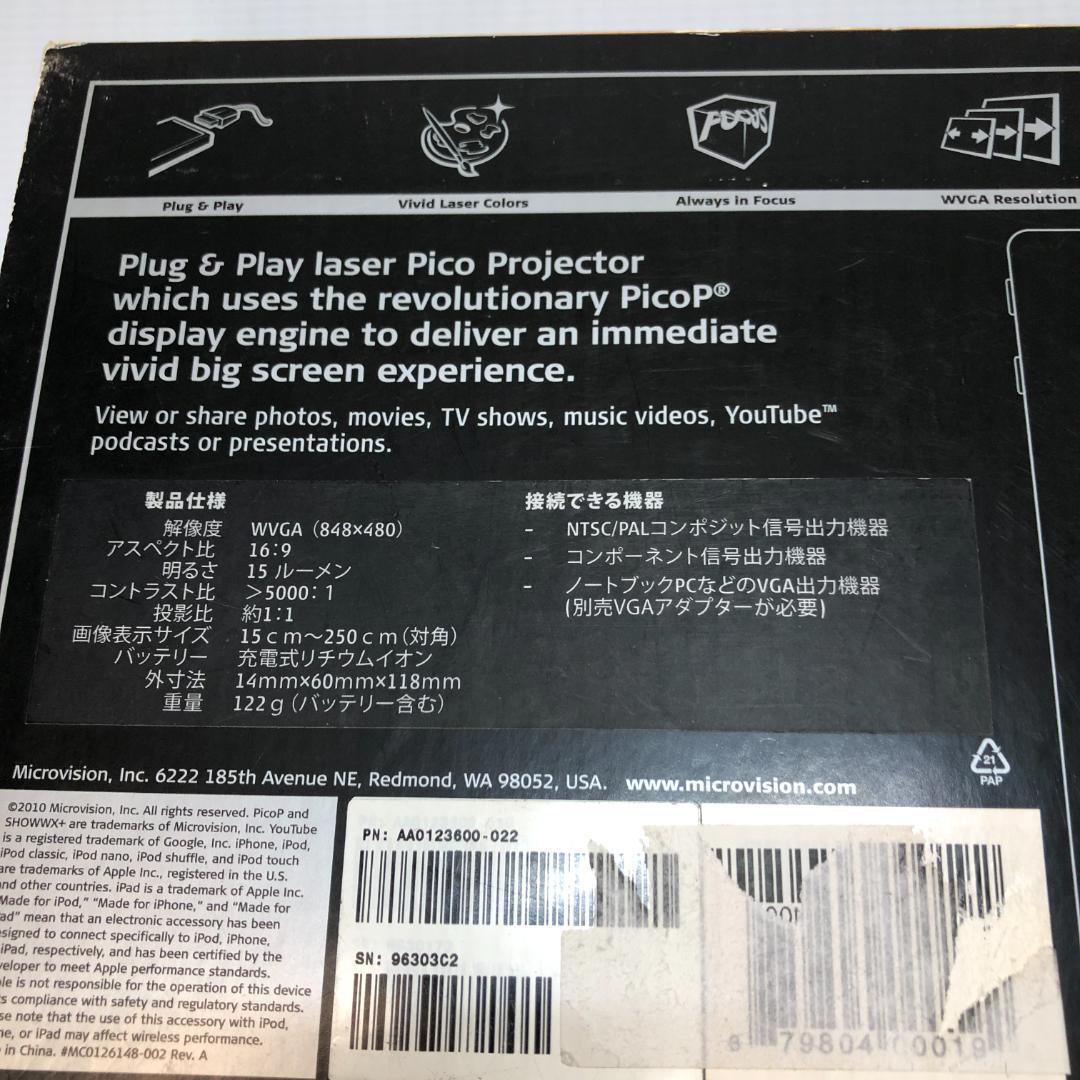 FOCUS
Plug & Play
Vivid Laser Colors
Always in Focus
WVGA Resolution
Plug & Play laser Pico Projector
which uses the revolutionary PicoP®
display engine to deliver an immediate
vivid big screen experience.
View or share photos, movies, TV shows, music videos, YouTube™
podcasts or presentations.
製品仕様
解像度 WVGA（848×480）
アスペクト比 16:9
明るさ 15 ルーメン
コントラスト比 >5000:1
投影比 約1:1
画像表示サイズ 15ｃｍ～250ｃｍ（対角）
バッテリー 充電式リチウムイオン
外寸法 14mm×60mm×118mm
重量 122ｇ（バッテリー含む）
接続できる機器
- NTSC/PALコンポジット信号出力機器
- コンポーネント信号出力機器
- ノートブックPCなどのVGA出力機器
(別売VGAアダプターが必要)
21
PAP
Microvision, Inc. 6222 185th Avenue NE, Redmond, WA 98052, USA. www.microvision.com
©2010 Microvision, Inc. All rights reserved. PicoP and
SHOWWX+ are trademarks of Microvision, Inc. YouTube
is a registered trademark of Google, Inc. iPhone, iPod,
iPod classic, iPod nano, iPod shuffle, and iPod touch
are trademarks of Apple Inc., registered in the U.S.
and other countries. iPad is a trademark of Apple Inc.
"Made for iPod," "Made for iPhone," and "Made for
ad" mean that an electronic accessory has been
signed to connect specifically to iPod, iPhone,
iPad, respectively, and has been certified by the
veloper to meet Apple performance standards.
le is not responsible for the operation of this device
s compliance with safety and regulatory standards.
se note that the use of this accessory with iPod,
ne, or iPad may affect wireless performance.
in China. #MC0126148-002 Rev. A
PN: AA0123600-022
SN: 96303C2
79804 00019